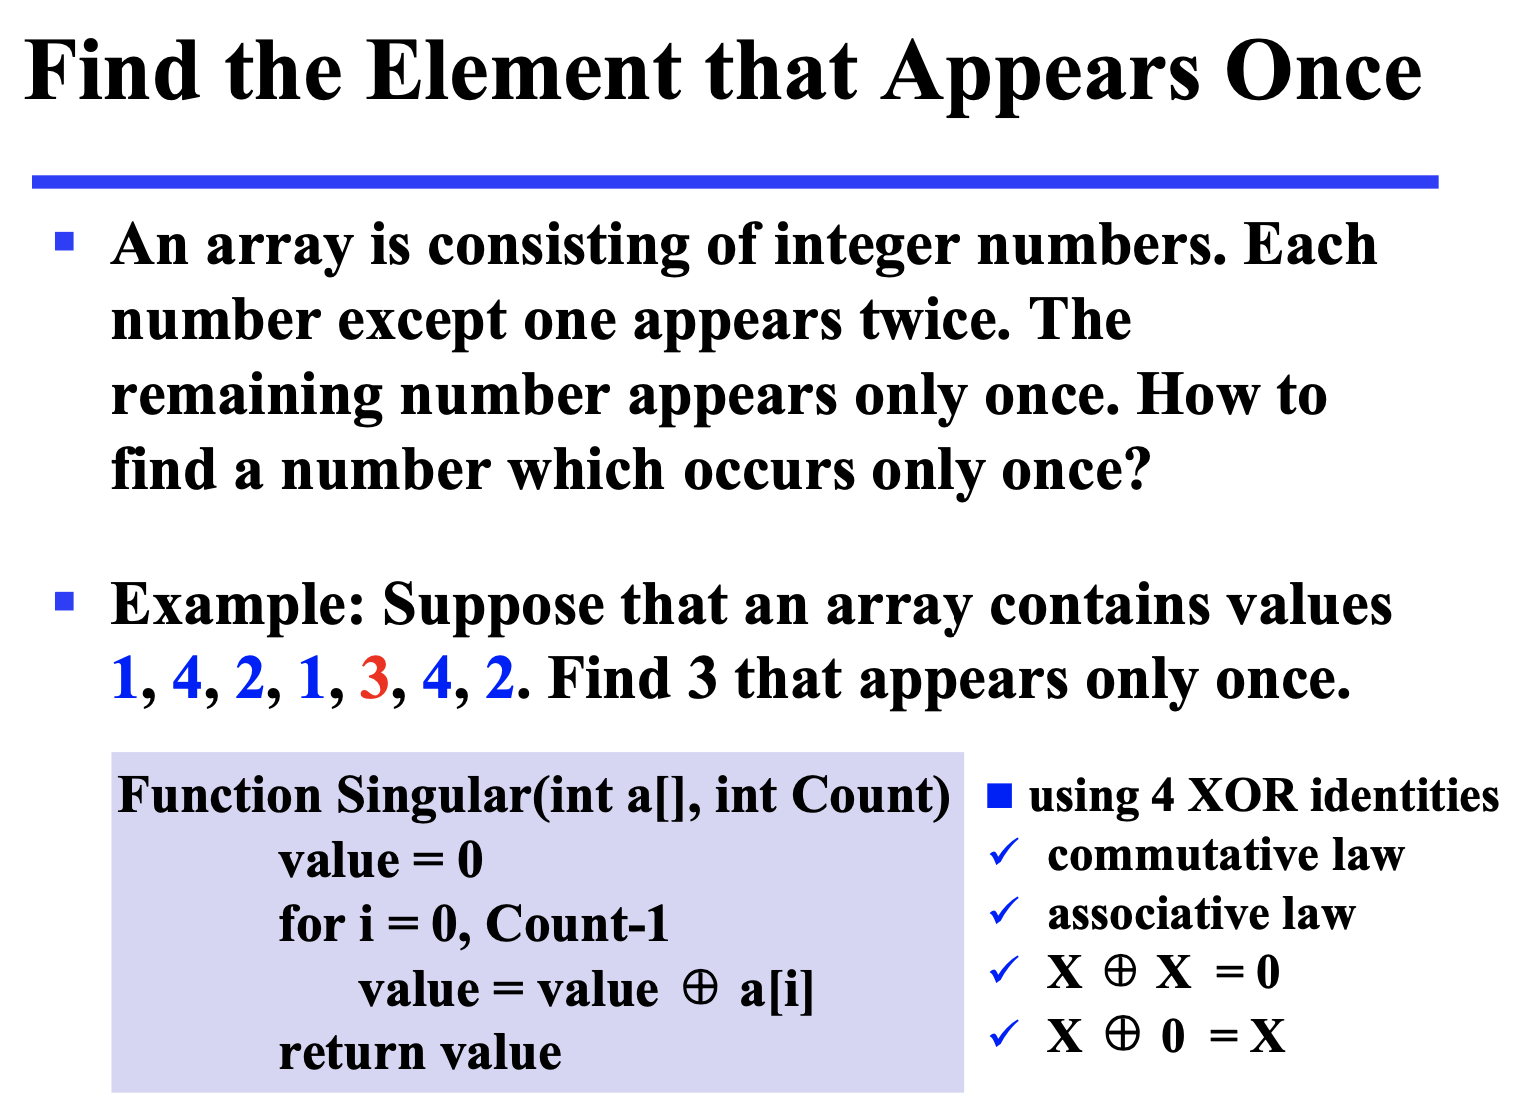 Find the Element that Appears Once
▪ An array is consisting of integer numbers. Each
number except one appears twice. The
remaining number appears only once. How to
find a number which occurs only once?
▪ Example: Suppose that an array contains values
1, 4, 2, 1, 3, 4, 2. Find 3 that appears only once.
Function Singular(int a[], int Count)
value = 0
for i = 0, Count-1
value = value ⊕ a[i]
return value
■ using 4 XOR identities
✓ commutative law
✓ associative law
✓ X ⊕ X = 0
✓ X ⊕ 0 = X